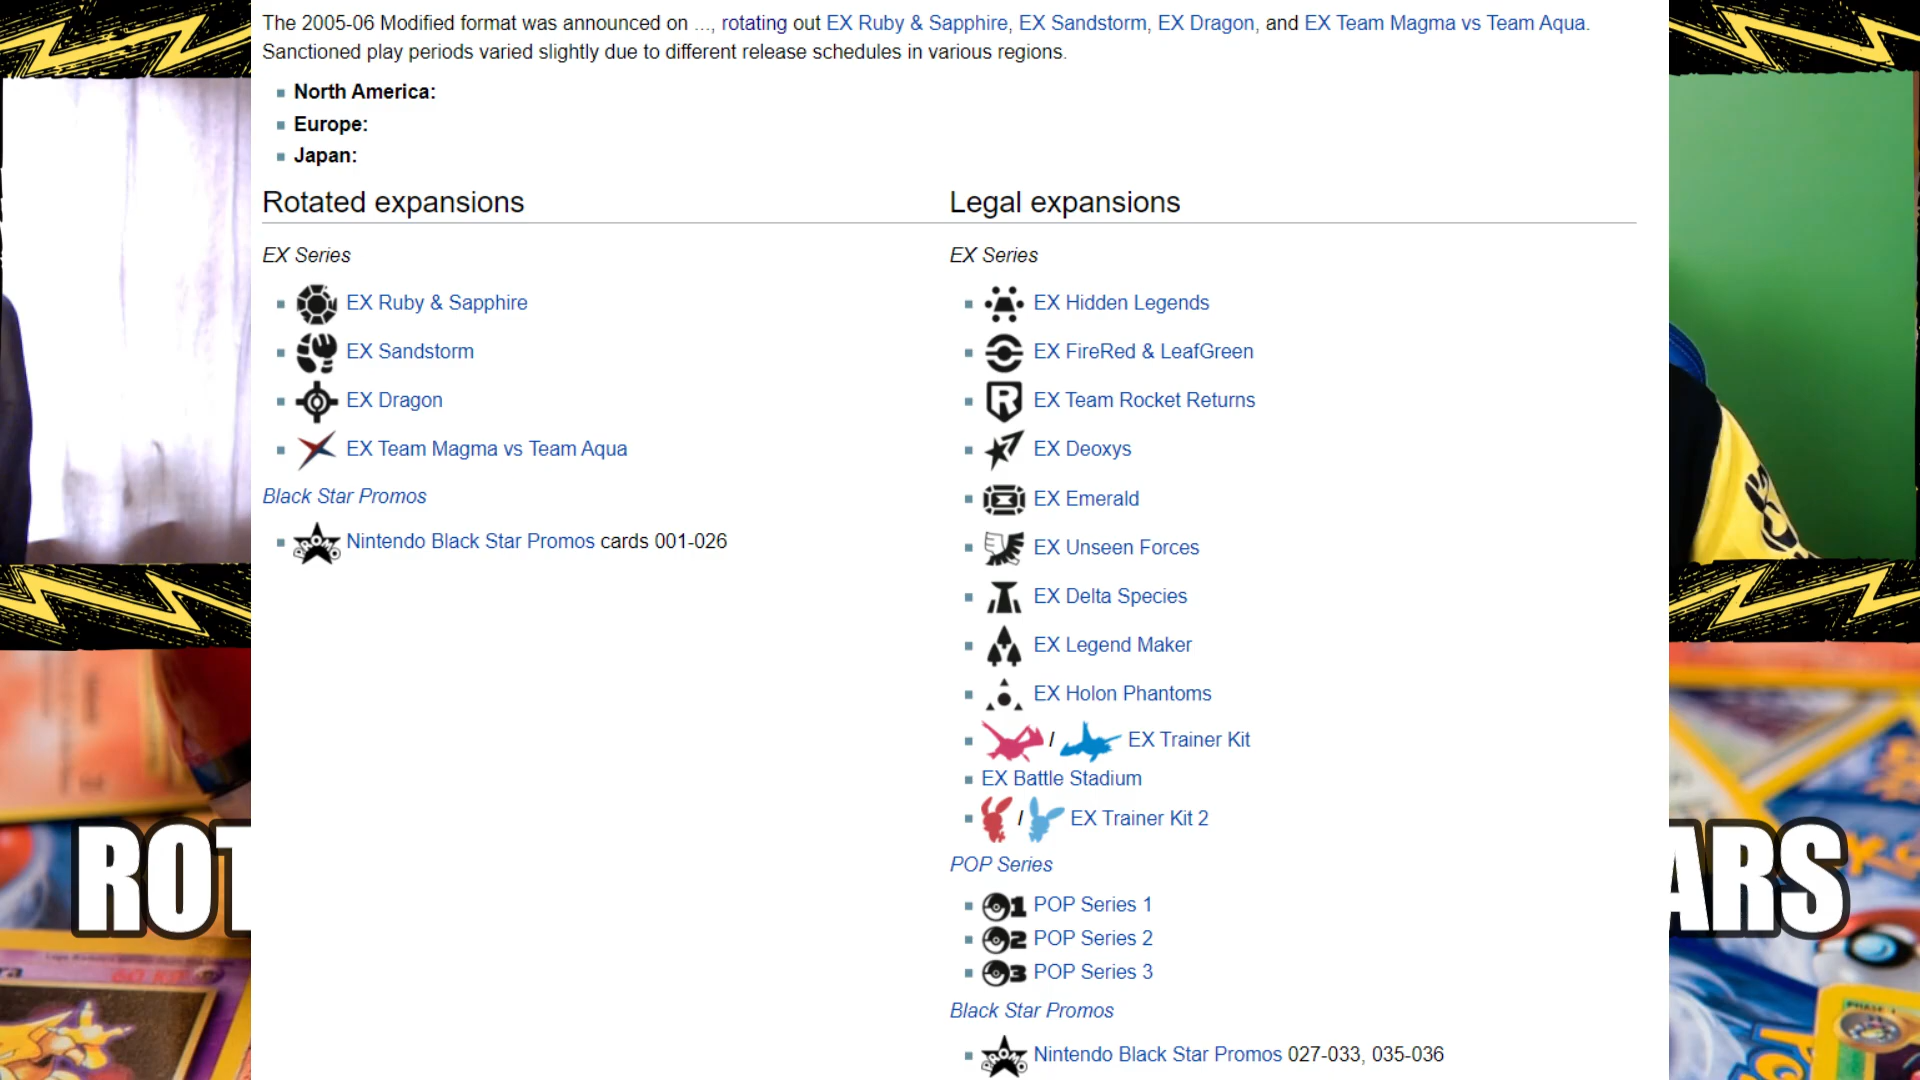 The 2005-06 Modified format was announced on ..., rotating out EX Ruby & Sapphire, EX Sandstorm, EX Dragon, and EX Team Magma vs Team Aqua.
Sanctioned play periods varied slightly due to different release schedules in various regions.
North America:
Europe:
Japan:
Rotated expansions
EX Series
EX Ruby & Sapphire
EX Sandstorm
EX Dragon
EX Team Magma vs Team Aqua
Black Star Promos
PROMO Nintendo Black Star Promos cards 001-026
Legal expansions
EX Series
EX Hidden Legends
EX FireRed & LeafGreen
R EX Team Rocket Returns
EX Deoxys
EX Emerald
EX Unseen Forces
EX Delta Species
EX Legend Maker
EX Holon Phantoms
/ EX Trainer Kit
EX Battle Stadium
/ EX Trainer Kit 2
POP Series
1 POP Series 1
2 POP Series 2
3 POP Series 3
Black Star Promos
PROMO Nintendo Black Star Promos 027-033, 035-036
ROT
ARS